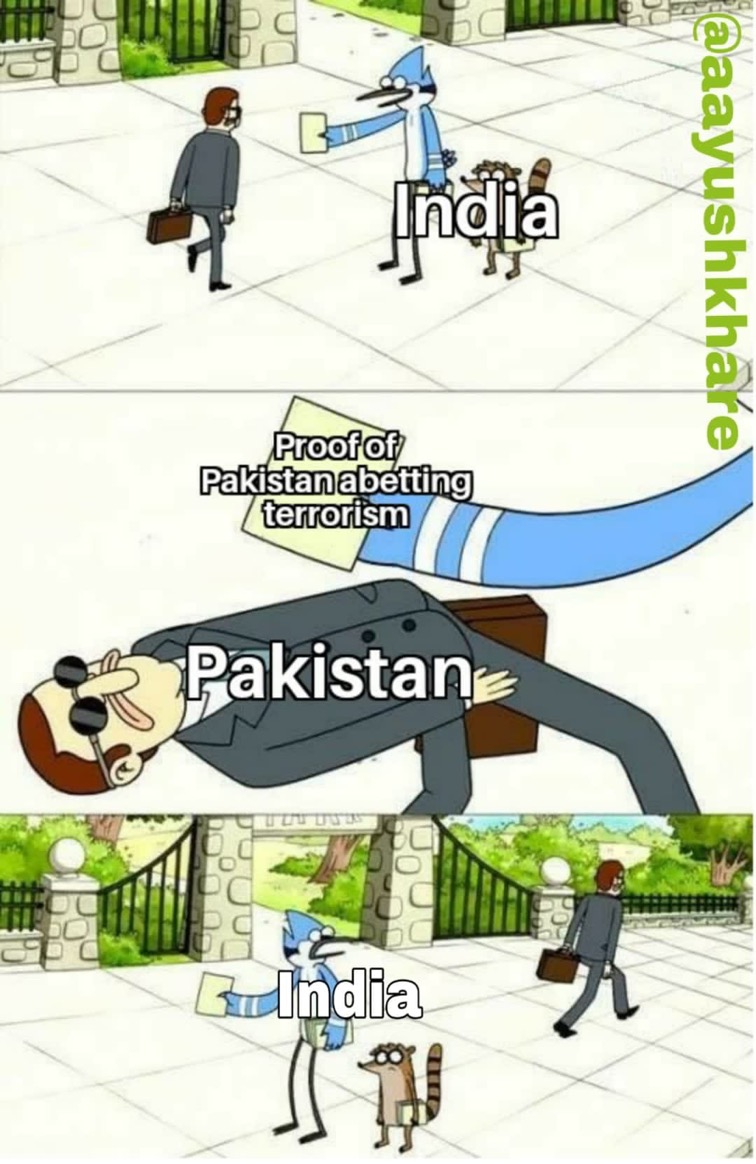 @aayushkhare
India
Proof of
Pakistan abetting
terrorism
Pakistan
India